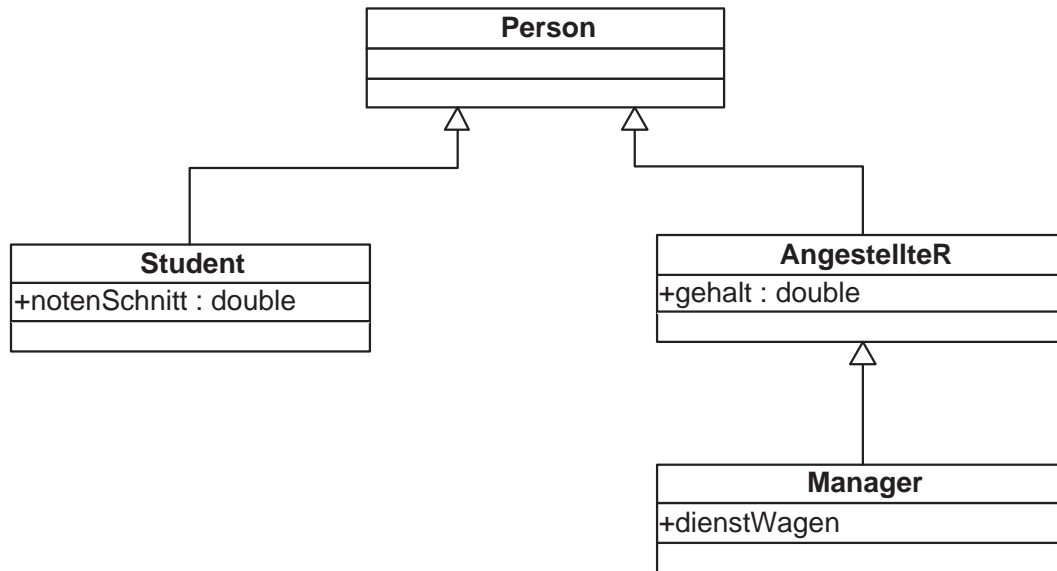 Person
Student
+notenSchnitt : double
AngestellteR
+gehalt : double
Manager
+dienstWagen